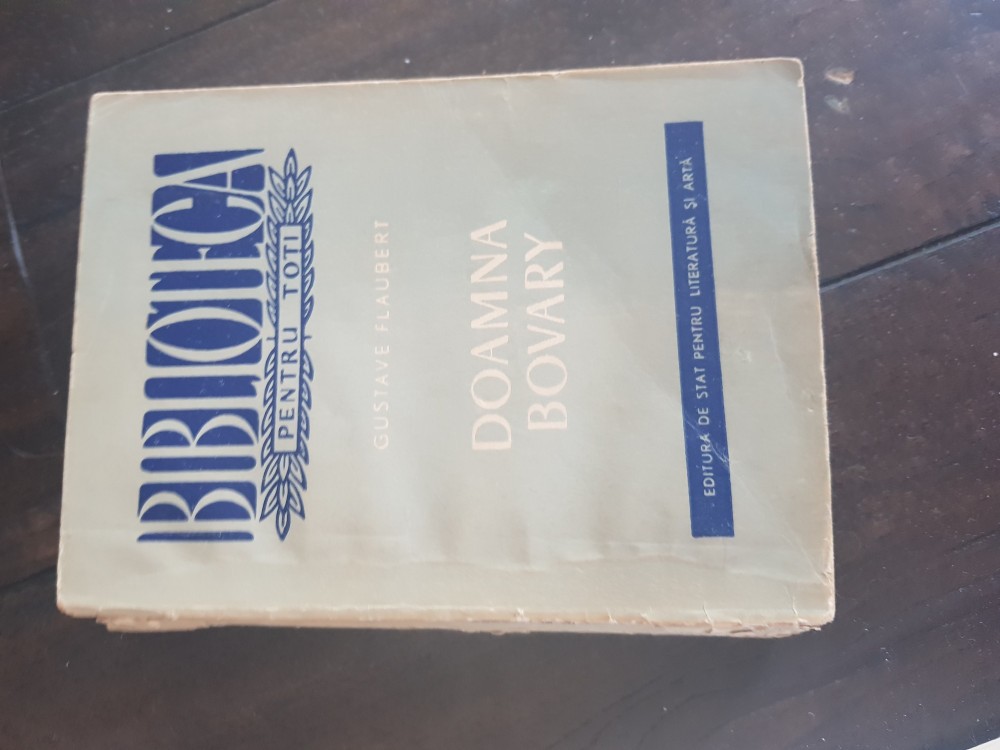 BIBLIOTECA
PENTRU TOȚI
GUSTAVE FLAUBERT
DOAMNA
BOVARY
EDITURA DE STAT PENTRU LITERATURĂ ȘI ARTĂ